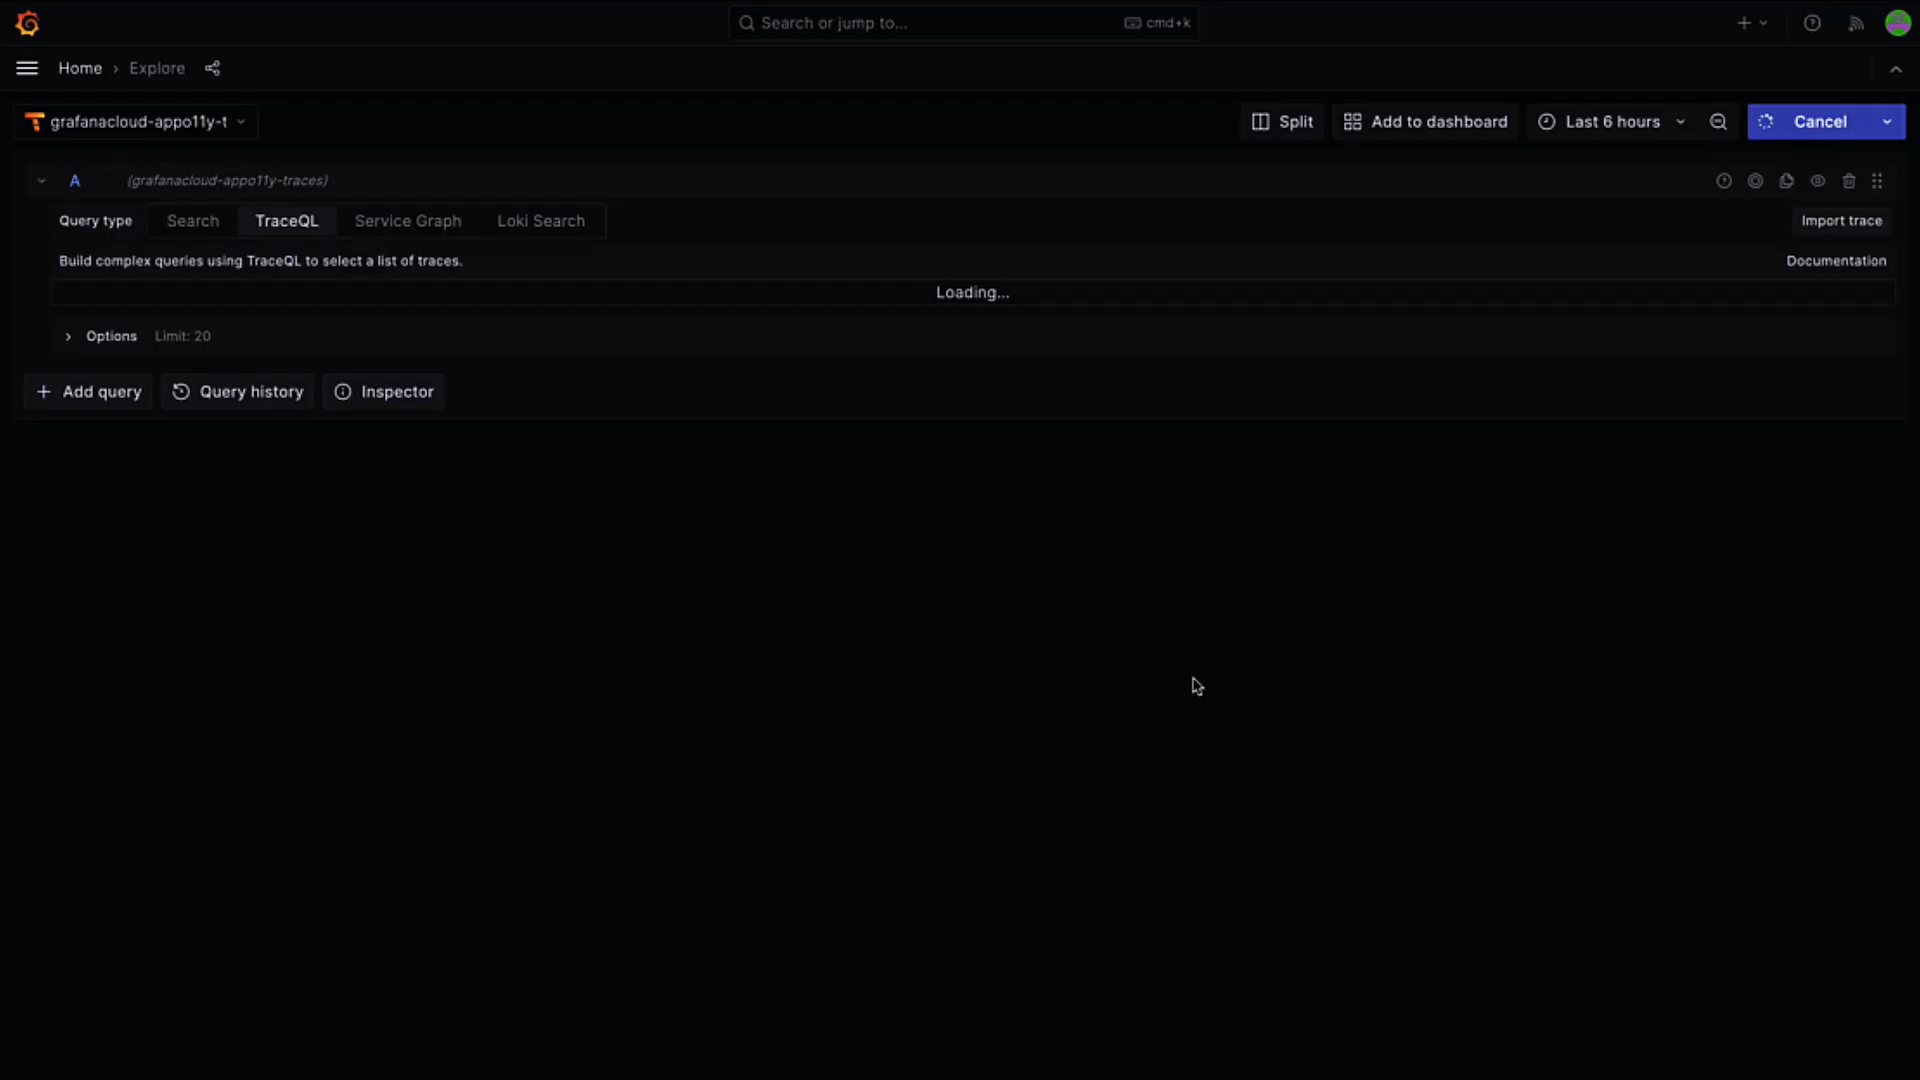 Search or jump to... cmd+k
Home › Explore
grafanacloud-appo11y-t Split Add to dashboard Last 6 hours Cancel
A (grafanacloud-appo11y-traces)
Query type Search TraceQL Service Graph Loki Search Import trace
Build complex queries using TraceQL to select a list of traces. Documentation
Loading...
Options Limit: 20
+ Add query Query history Inspector